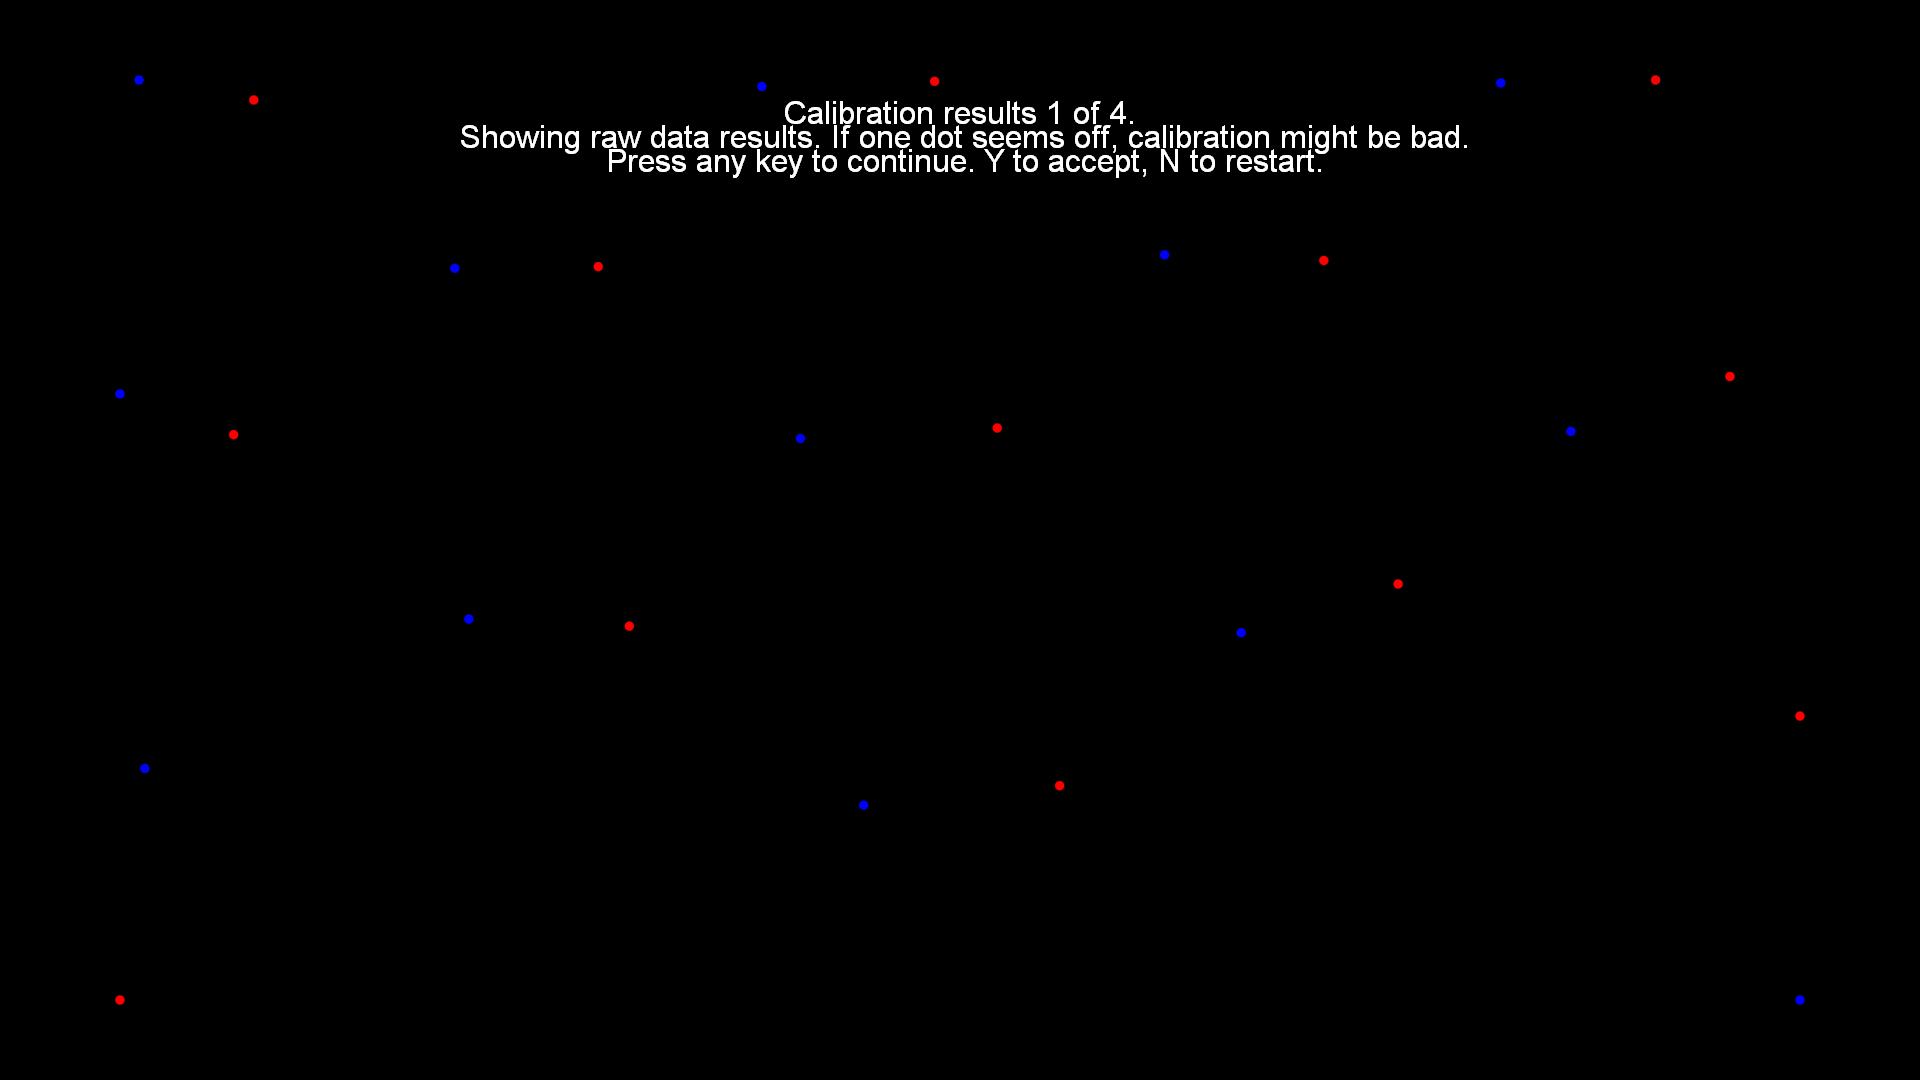 Calibration results 1 of 4.
Showing raw data results. If one dot seems off, calibration might be bad.
Press any key to continue. Y to accept, N to restart.